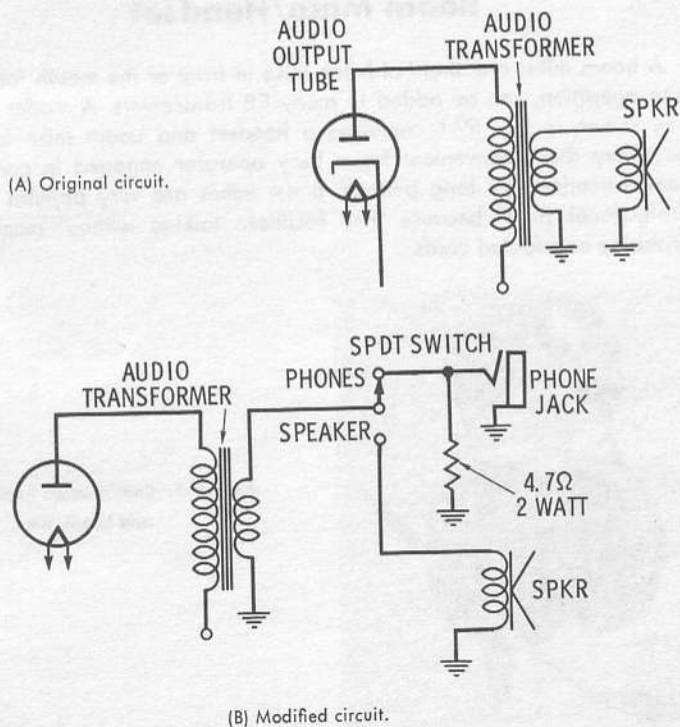 AUDIO
OUTPUT
TUBE
AUDIO
TRANSFORMER
SPKR
(A) Original circuit.
SPDT SWITCH
AUDIO
TRANSFORMER
PHONES
PHONE
JACK
SPEAKER
4.7Ω
2 WATT
SPKR
(B) Modified circuit.